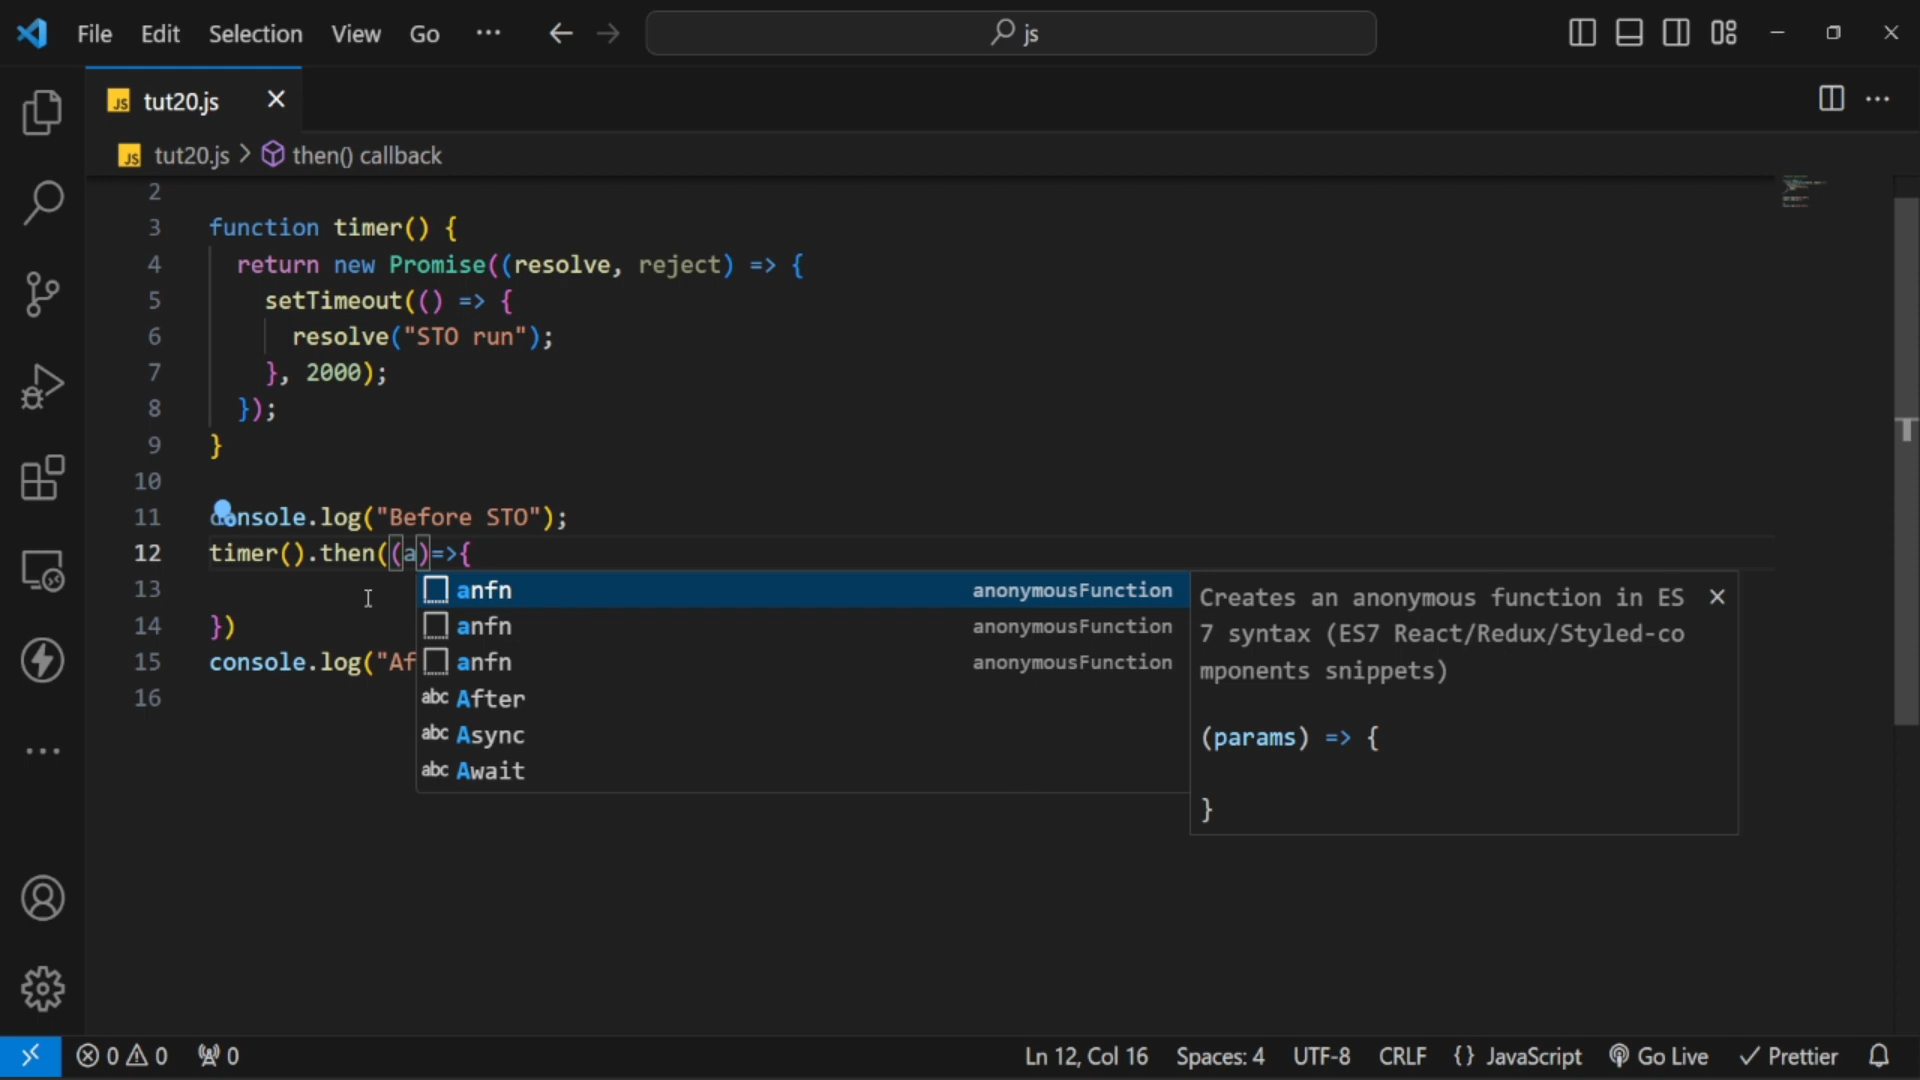 File Edit Selection View Go ··· js
JS tut20.js
JS tut20.js > then() callback
2
3 function timer() {
4 return new Promise((resolve, reject) => {
5 setTimeout(() => {
6 resolve("STO run");
7 }, 2000);
8 });
9 }
10
11 console.log("Before STO");
12 timer().then((a)=>{
13
14 })
15 console.log("Af
16
anfn anonymousFunction
anfn anonymousFunction
anfn anonymousFunction
abc After
abc Async
abc Await
Creates an anonymous function in ES
7 syntax (ES7 React/Redux/Styled-co
mponents snippets)
(params) => {
}
0 0 0 Ln 12, Col 16 Spaces: 4 UTF-8 CRLF {} JavaScript Go Live Prettier